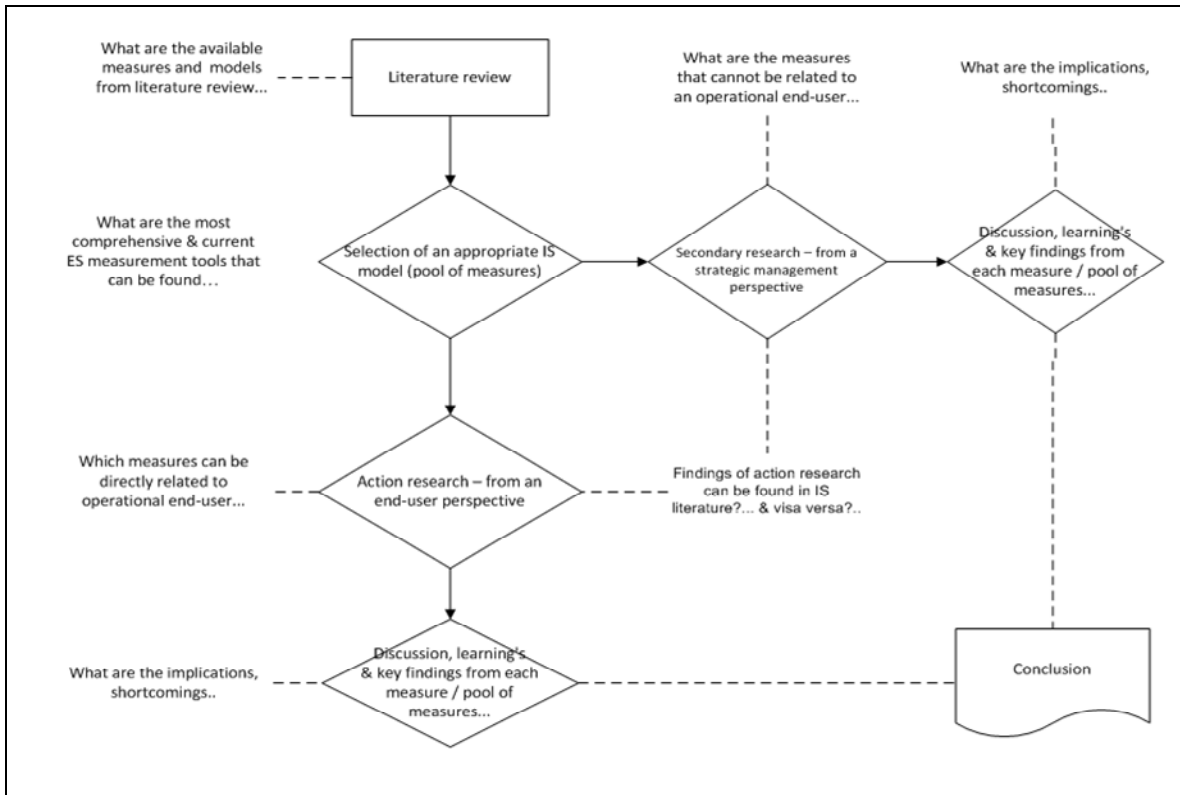 What are the available
measures and models
from literature review...
Literature review
What are the measures
that cannot be related to
an operational end-user...
What are the implications,
shortcomings..
What are the most
comprehensive & current
ES measurement tools that
can be found...
Selection of an appropriate IS
model (pool of measures)
Secondary research – from a
strategic management
perspective
Discussion, learning's
& key findings from
each measure / pool of
measures...
Which measures can be
directly related to
operational end-user...
Action research – from an
end-user perspective
Findings of action research
can be found in IS
literature?... & visa versa?..
What are the implications,
shortcomings..
Discussion, learning's
& key findings from each
measure / pool of
measures...
Conclusion